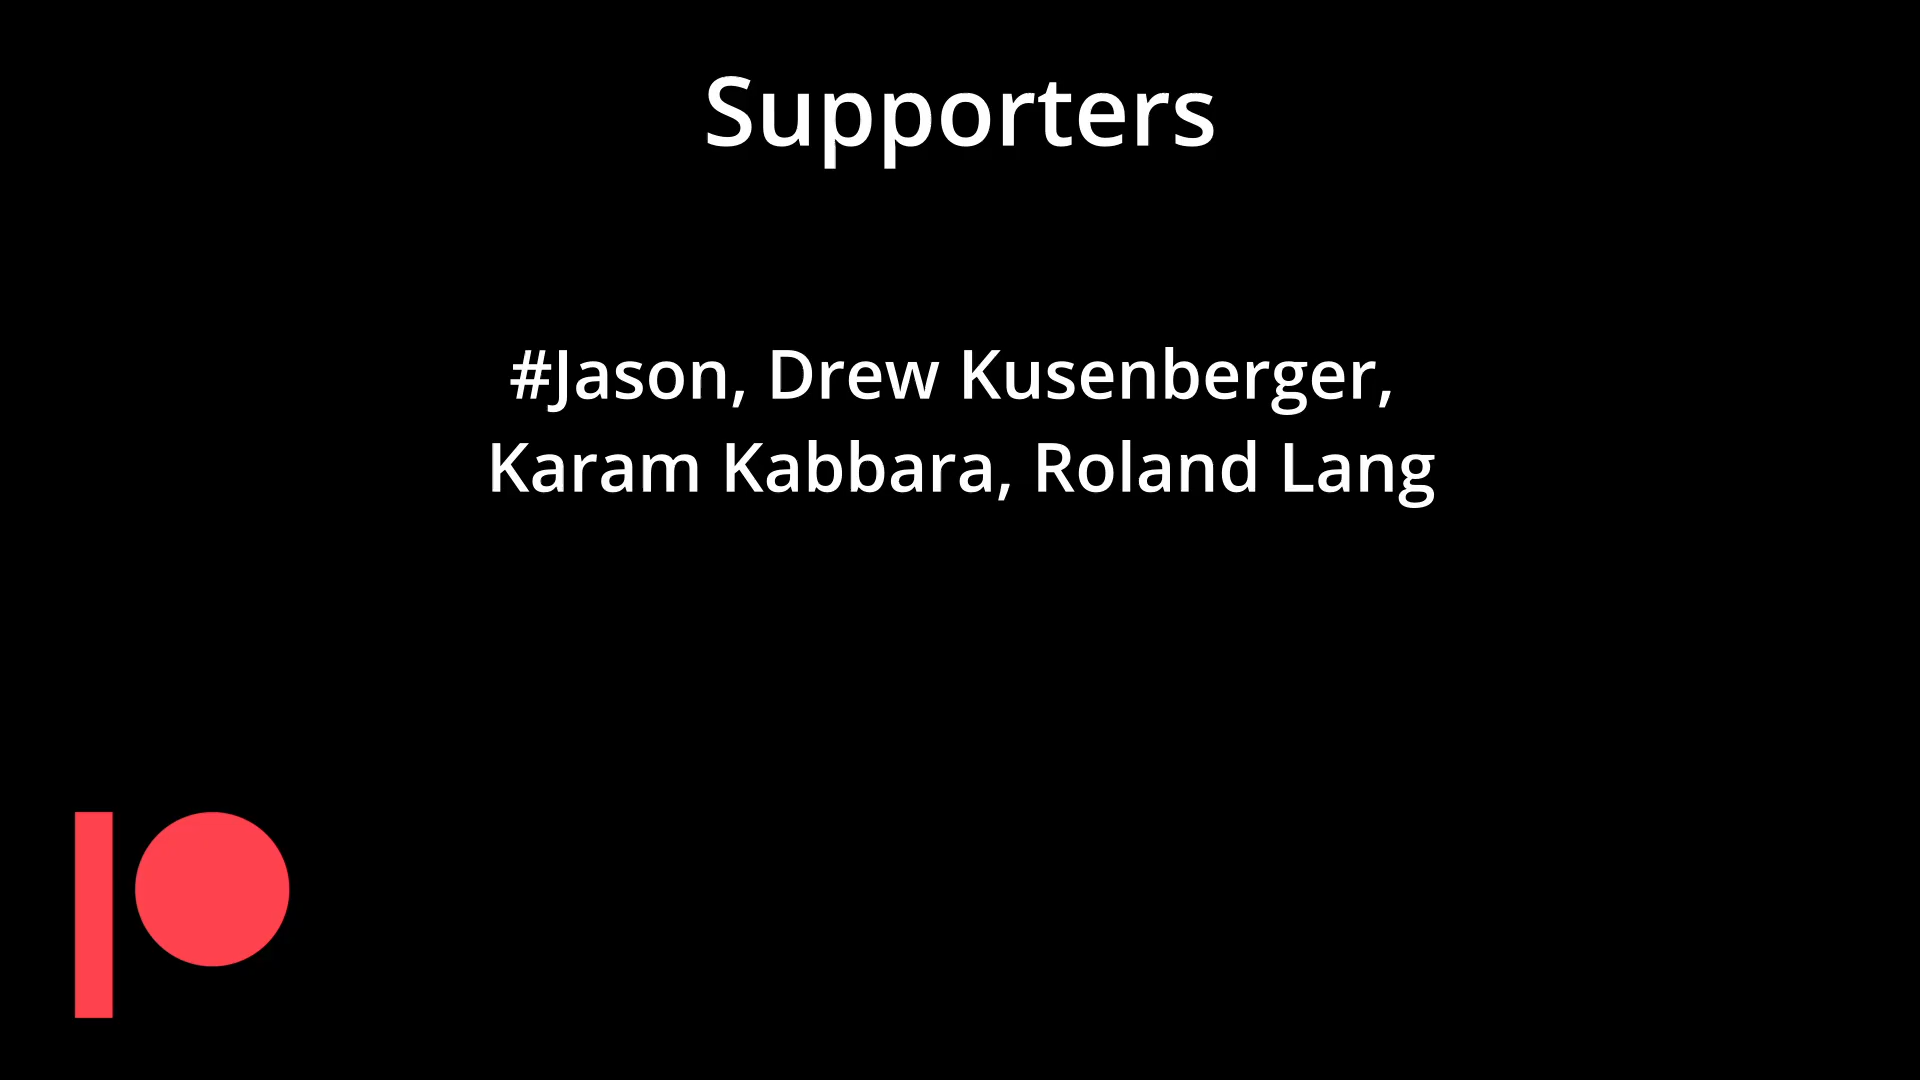 Supporters
#Jason, Drew Kusenberger,
Karam Kabbara, Roland Lang